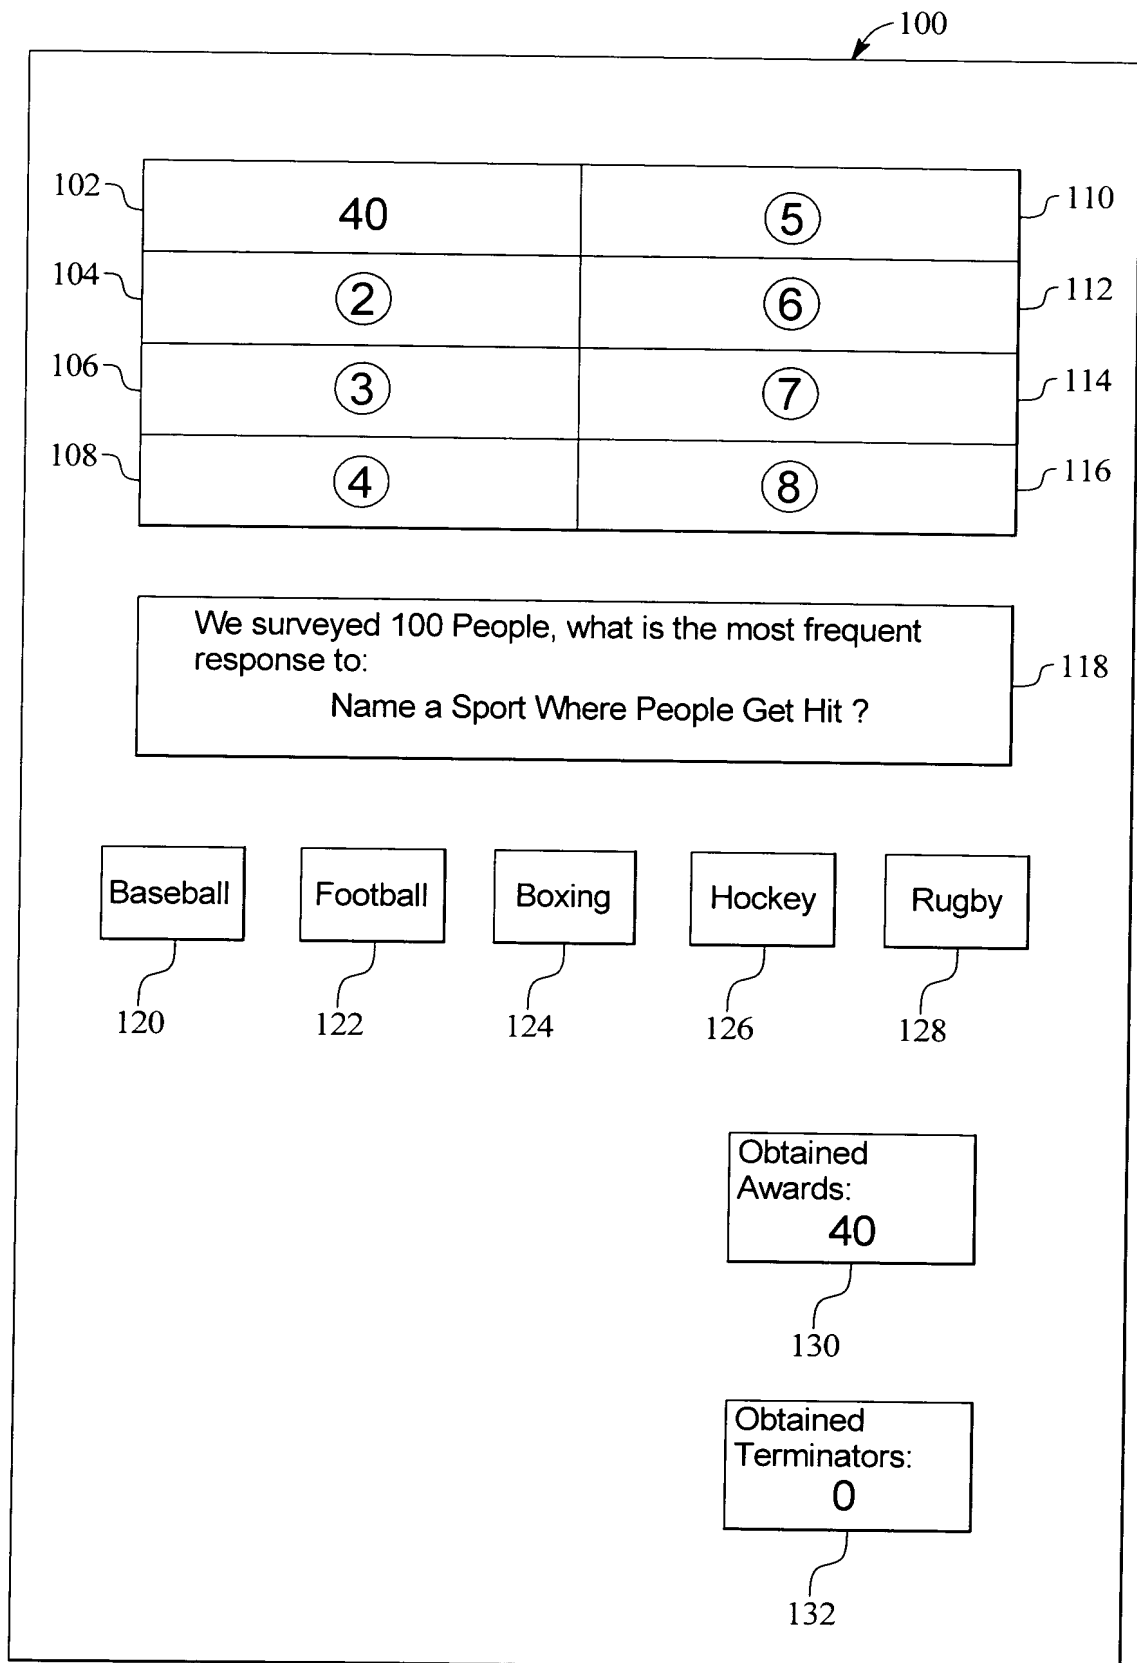 100
102 40 ⑤ 110
104 ② ⑥ 112
106 ③ ⑦ 114
108 ④ ⑧ 116
We surveyed 100 People, what is the most frequent
response to:
Name a Sport Where People Get Hit ?
118
Baseball Football Boxing Hockey Rugby
120 122 124 126 128
Obtained
Awards:
40
130
Obtained
Terminators:
0
132